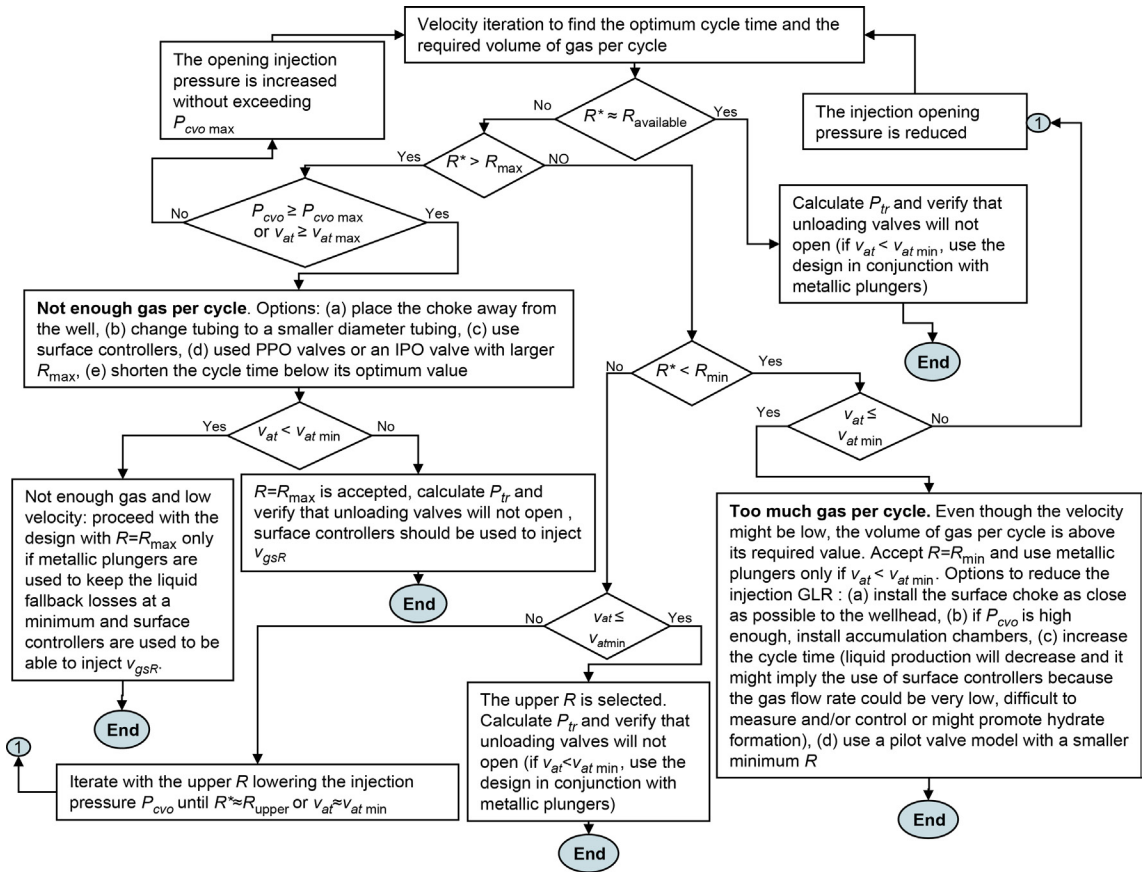 Velocity iteration to find the optimum cycle time and the
required volume of gas per cycle
The opening injection
pressure is increased
without exceeding
Pcvo max
The injection opening
pressure is reduced
1
No
R* ≈ Ravailable
Yes
Yes
R* > Rmax
NO
No
Pcvo ≥ Pcvo max
or vat ≥ vat max
Yes
Calculate Ptr and verify that
unloading valves will not
open (if vat < vat min, use the
design in conjunction with
metallic plungers)
End
Not enough gas per cycle. Options: (a) place the choke away from
the well, (b) change tubing to a smaller diameter tubing, (c) use
surface controllers, (d) used PPO valves or an IPO valve with larger
Rmax, (e) shorten the cycle time below its optimum value
No
R* < Rmin
Yes
Yes
vat ≤
vat min
No
Yes
vat < vat min
No
Not enough gas and low
velocity: proceed with the
design with R=Rmax only
if metallic plungers are
used to keep the liquid
fallback losses at a
minimum and surface
controllers are used to be
able to inject vgsR.
End
R=Rmax is accepted, calculate Ptr and
verify that unloading valves will not open ,
surface controllers should be used to inject
vgsR
End
Too much gas per cycle. Even though the velocity
might be low, the volume of gas per cycle is above
its required value. Accept R=Rmin and use metallic
plungers only if vat < vat min. Options to reduce the
injection GLR : (a) install the surface choke as close
as possible to the wellhead, (b) if Pcvo is high
enough, install accumulation chambers, (c) increase
the cycle time (liquid production will decrease and it
might imply the use of surface controllers because
the gas flow rate could be very low, difficult to
measure and/or control or might promote hydrate
formation), (d) use a pilot valve model with a smaller
minimum R
End
No
vat ≤
vatmin
Yes
The upper R is selected.
Calculate Ptr and verify that
unloading valves will not
open (if vat<vat min, use the
design in conjunction with
metallic plungers)
End
1
Iterate with the upper R lowering the injection
pressure Pcvo until R*≈Rupper or vat≈vat min